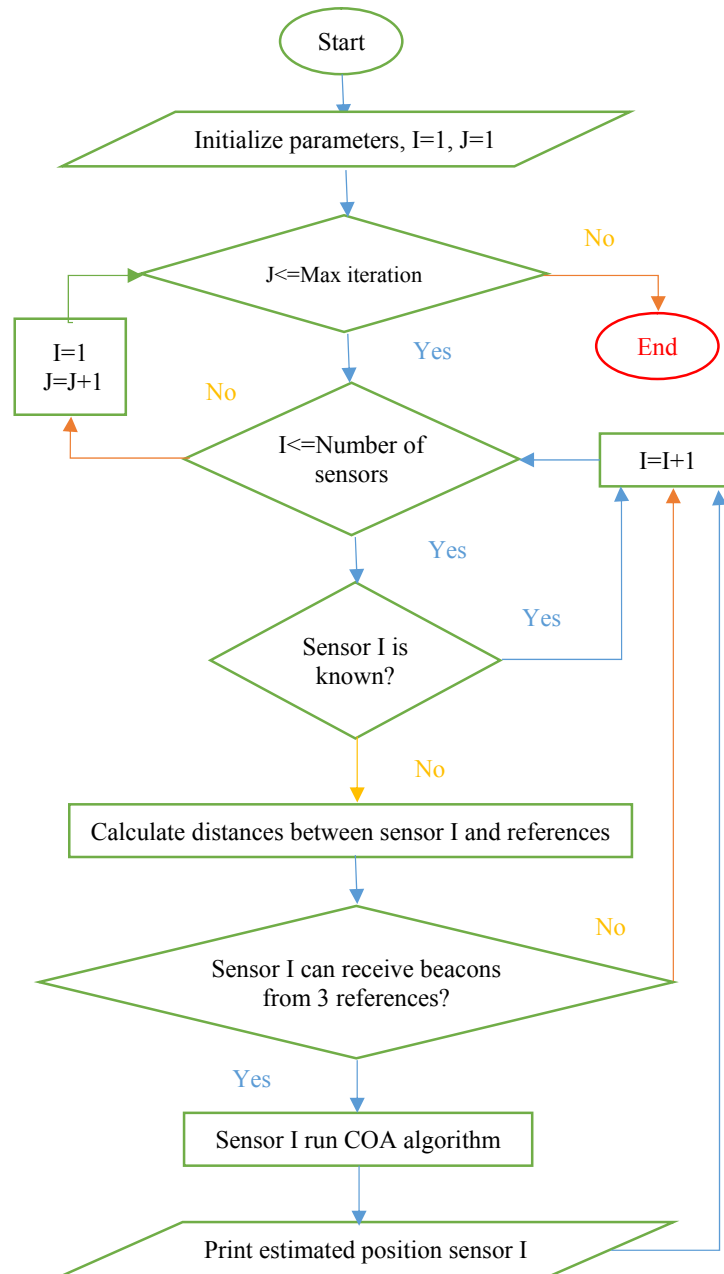 Start
Initialize parameters, I=1, J=1
No
J<=Max iteration
I=1
J=J+1
End
Yes
No
I<=Number of
sensors
I=I+1
Yes
Yes
Sensor I is
known?
No
Calculate distances between sensor I and references
No
Sensor I can receive beacons
from 3 references?
Yes
Sensor I run COA algorithm
Print estimated position sensor I